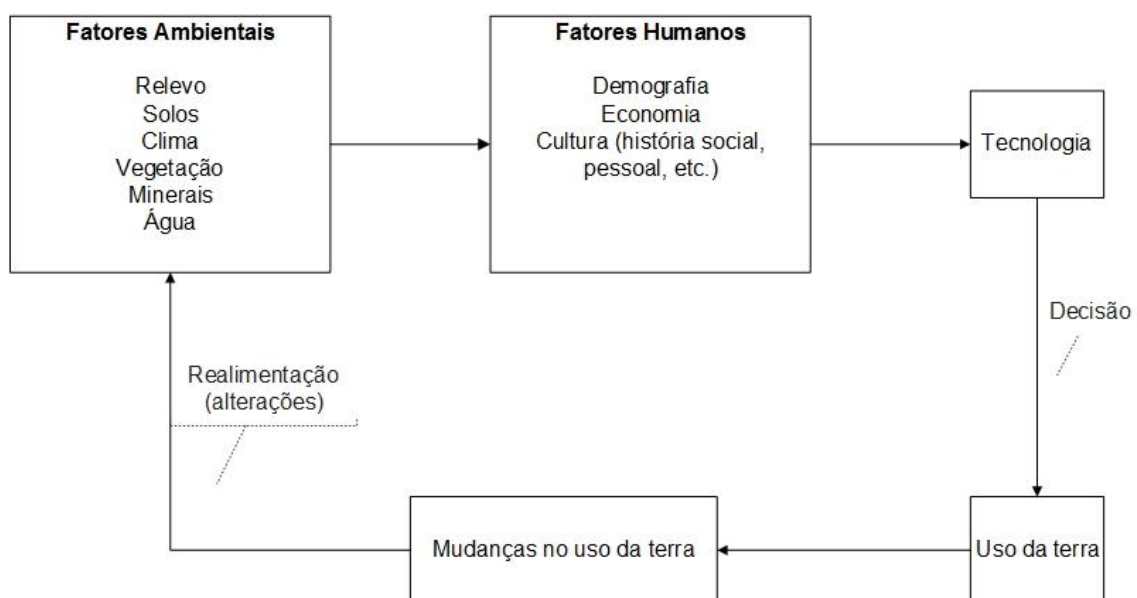 Fatores Ambientais
Relevo
Solos
Clima
Vegetação
Minerais
Água
Fatores Humanos
Demografia
Economia
Cultura (história social,
pessoal, etc.)
Tecnologia
Decisão
Realimentação
(alterações)
Mudanças no uso da terra
Uso da terra